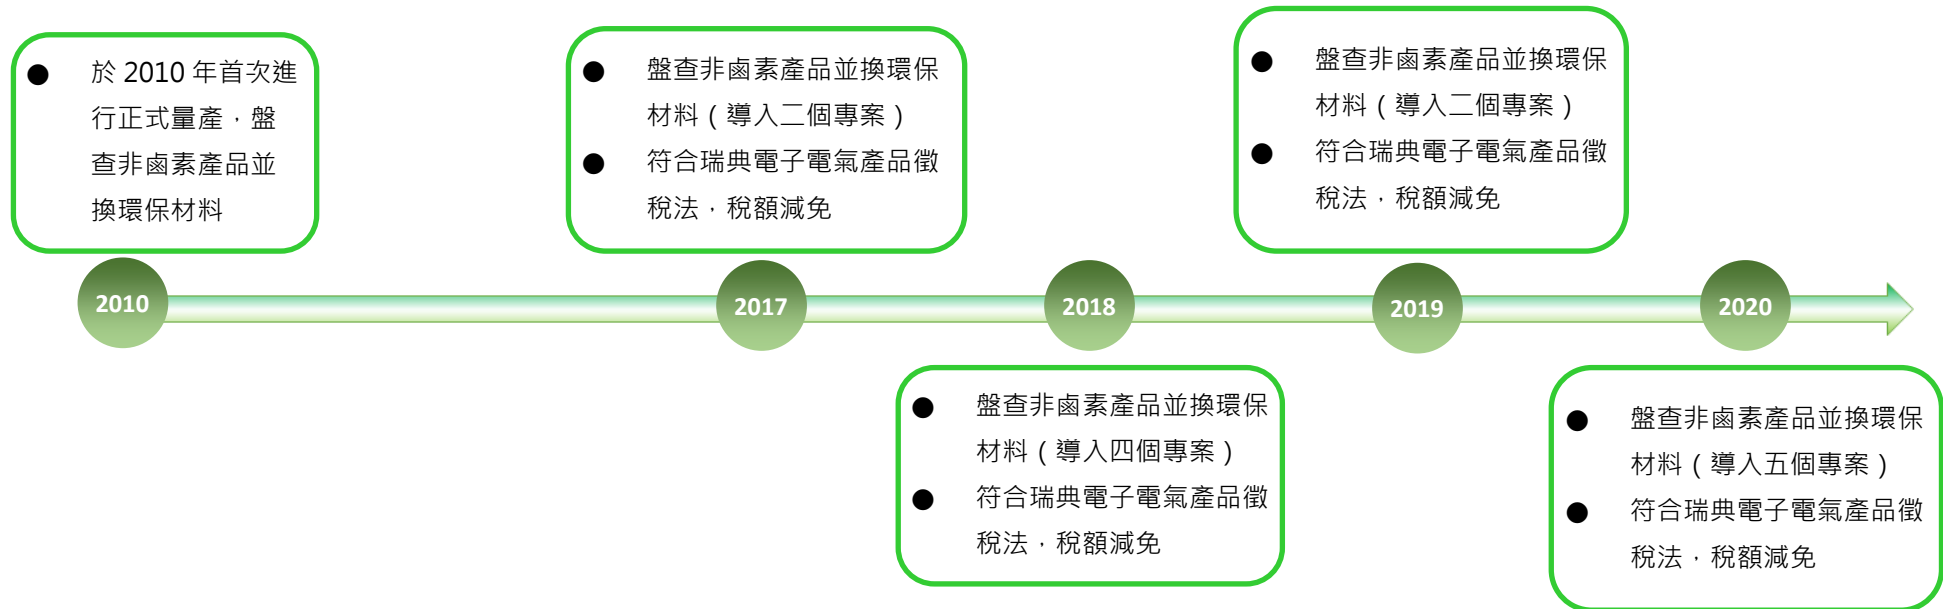 於 2010 年首次進
行正式量產，盤
查非鹵素產品並
換環保材料
盤查非鹵素產品並換環保
材料（導入二個專案）
符合瑞典電子電氣產品徵
稅法，稅額減免
盤查非鹵素產品並換環保
材料（導入二個專案）
符合瑞典電子電氣產品徵
稅法，稅額減免
2010
2017
2018
2019
2020
盤查非鹵素產品並換環保
材料（導入四個專案）
符合瑞典電子電氣產品徵
稅法，稅額減免
盤查非鹵素產品並換環保
材料（導入五個專案）
符合瑞典電子電氣產品徵
稅法，稅額減免